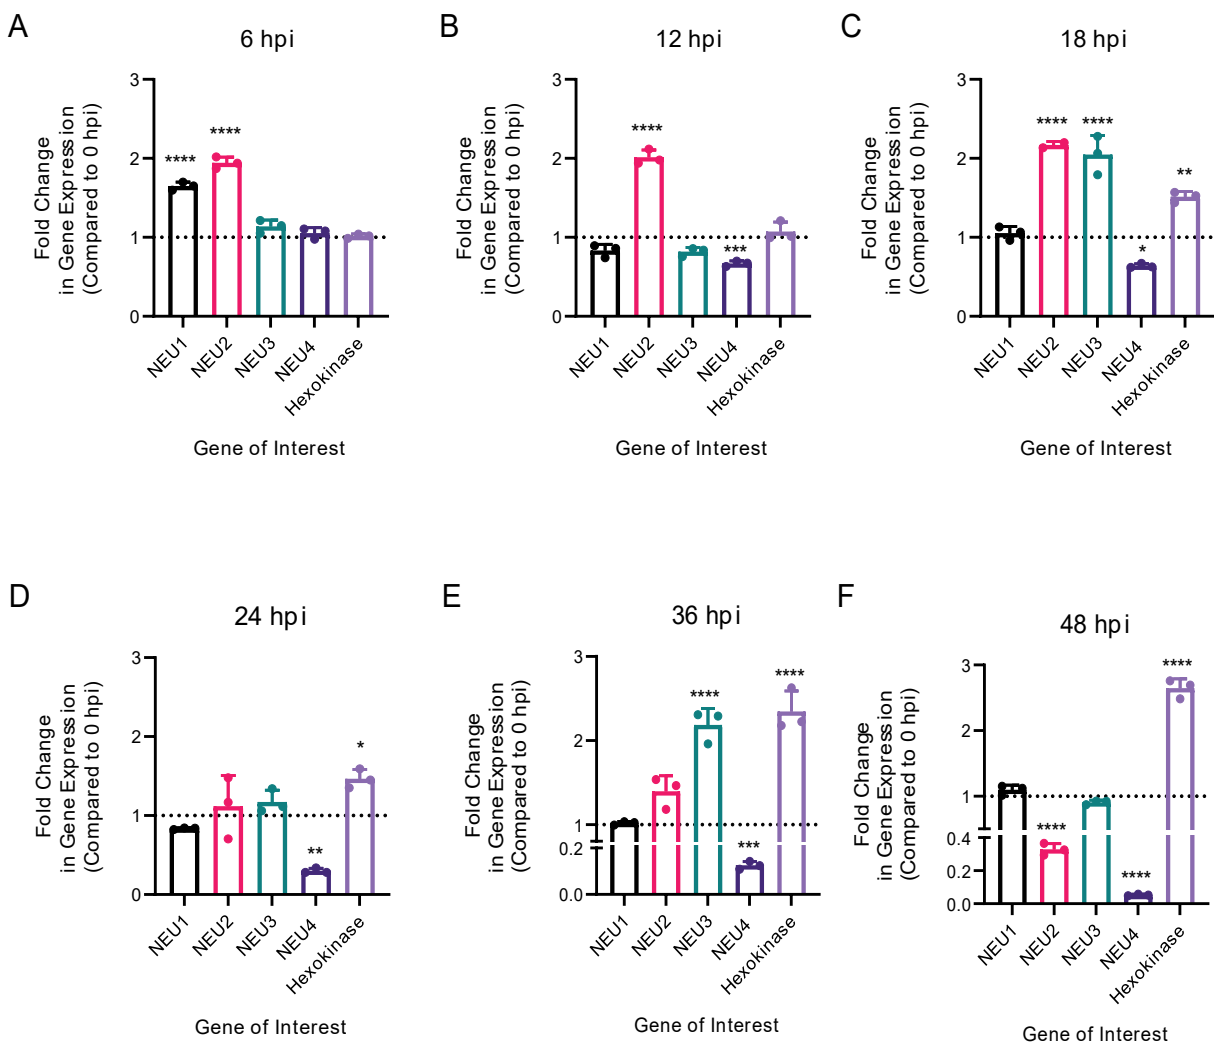 A
6 hpi
Fold Change
in Gene Expression
(Compared to 0 hpi)
3
2
1
0
****
****
NEU1
NEU2
NEU3
NEU4
Hexokinase
Gene of Interest
B
12 hpi
Fold Change
in Gene Expression
(Compared to 0 hpi)
3
2
1
0
****
***
NEU1
NEU2
NEU3
NEU4
Hexokinase
Gene of Interest
C
18 hpi
Fold Change
in Gene Expression
(Compared to 0 hpi)
3
2
1
0
****
****
*
**
NEU1
NEU2
NEU3
NEU4
Hexokinase
Gene of Interest
D
24 hpi
Fold Change
in Gene Expression
(Compared to 0 hpi)
3
2
1
0
**
*
NEU1
NEU2
NEU3
NEU4
Hexokinase
Gene of Interest
E
36 hpi
Fold Change
in Gene Expression
(Compared to 0 hpi)
3
2
1
0.2
0.0
****
***
****
NEU1
NEU2
NEU3
NEU4
Hexokinase
Gene of Interest
F
48 hpi
Fold Change
in Gene Expression
(Compared to 0 hpi)
3
2
1
0.4
0.2
0.0
****
****
****
NEU1
NEU2
NEU3
NEU4
Hexokinase
Gene of Interest